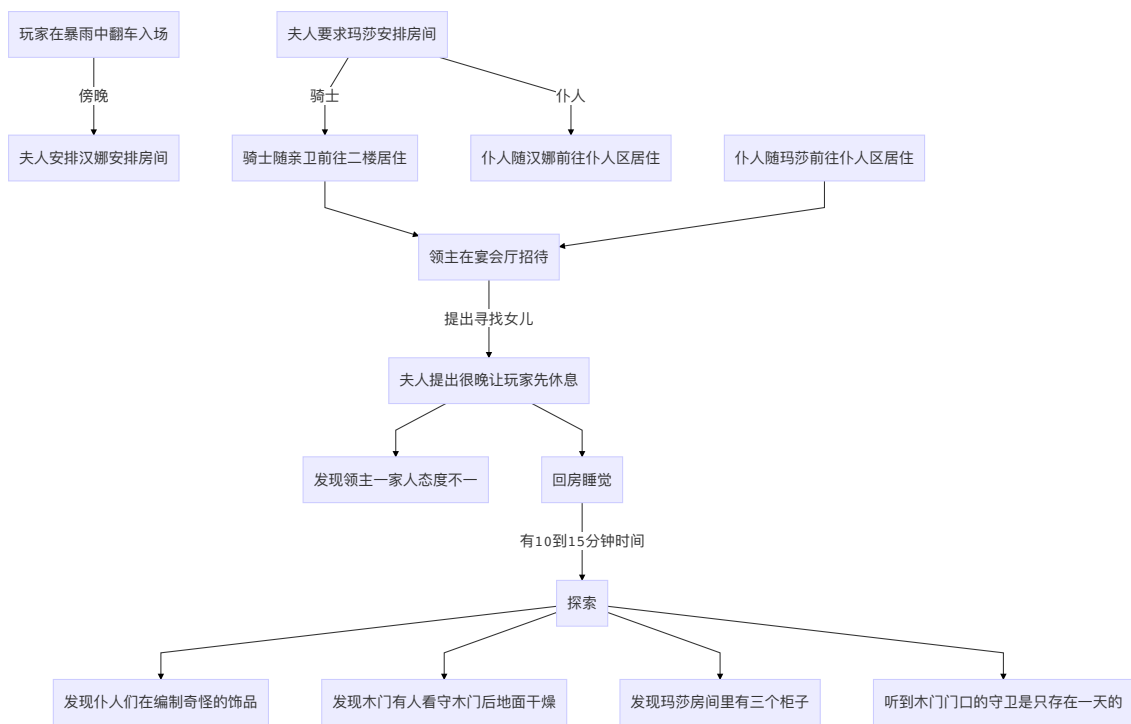 玩家在暴雨中翻车入场
夫人要求玛莎安排房间
傍晚
骑士
仆人
夫人安排汉娜安排房间
骑士随亲卫前往二楼居住
仆人随汉娜前往仆人区居住
仆人随玛莎前往仆人区居住
领主在宴会厅招待
提出寻找女儿
夫人提出很晚让玩家先休息
发现领主一家人态度不一
回房睡觉
有10到15分钟时间
探索
发现仆人们在编制奇怪的饰品
发现木门有人看守木门后地面干燥
发现玛莎房间里有三个柜子
听到木门门口的守卫是只存在一天的